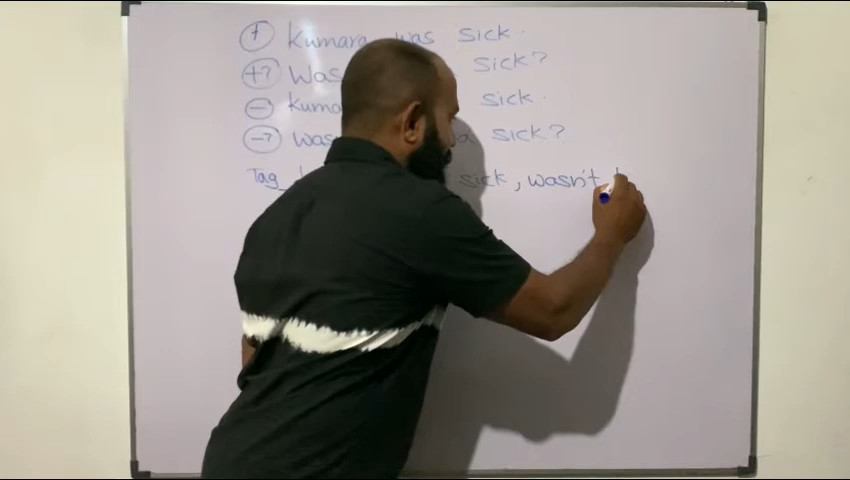 + Kumara was sick.
+? Was sick?
- Kuma sick.
-? was a sick?
Tag sick, wasn't